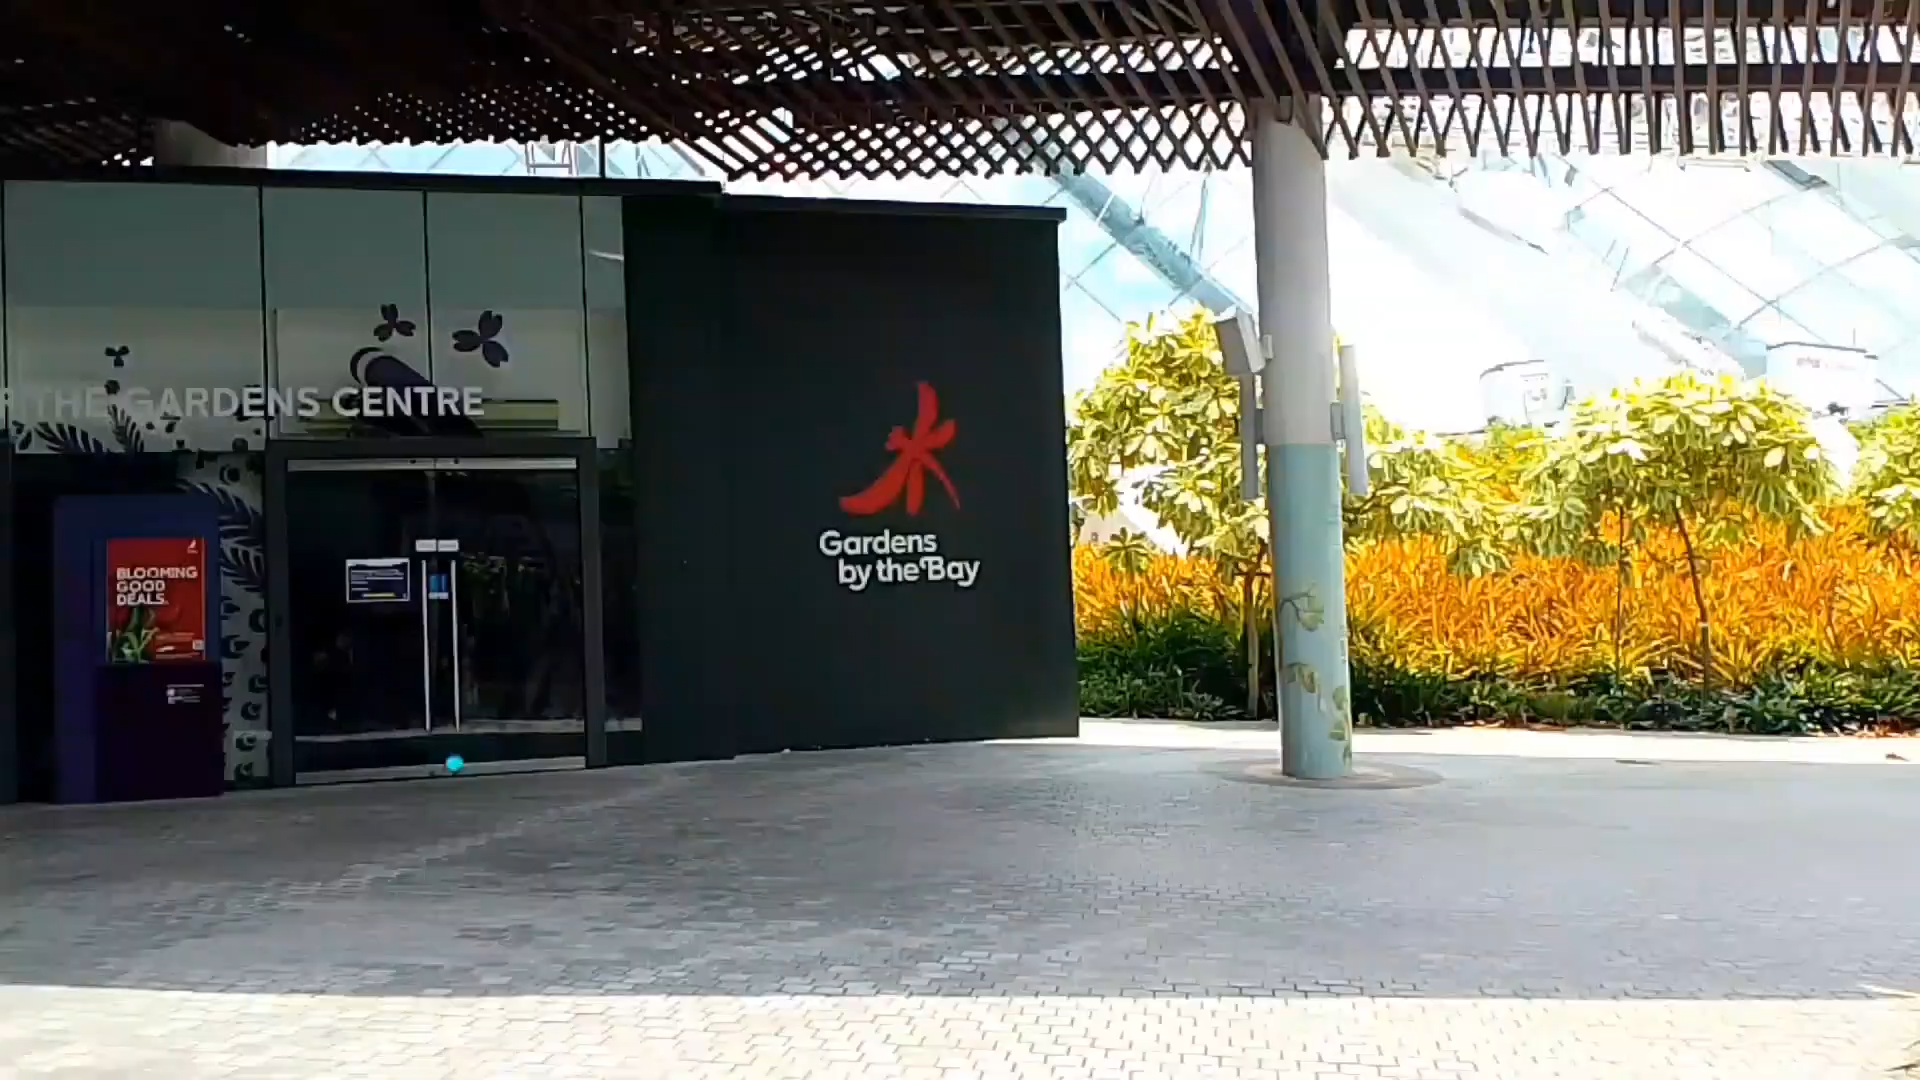 THE GARDENS CENTRE
Gardens
by the Bay
BLOOMING
GOOD
DEALS.